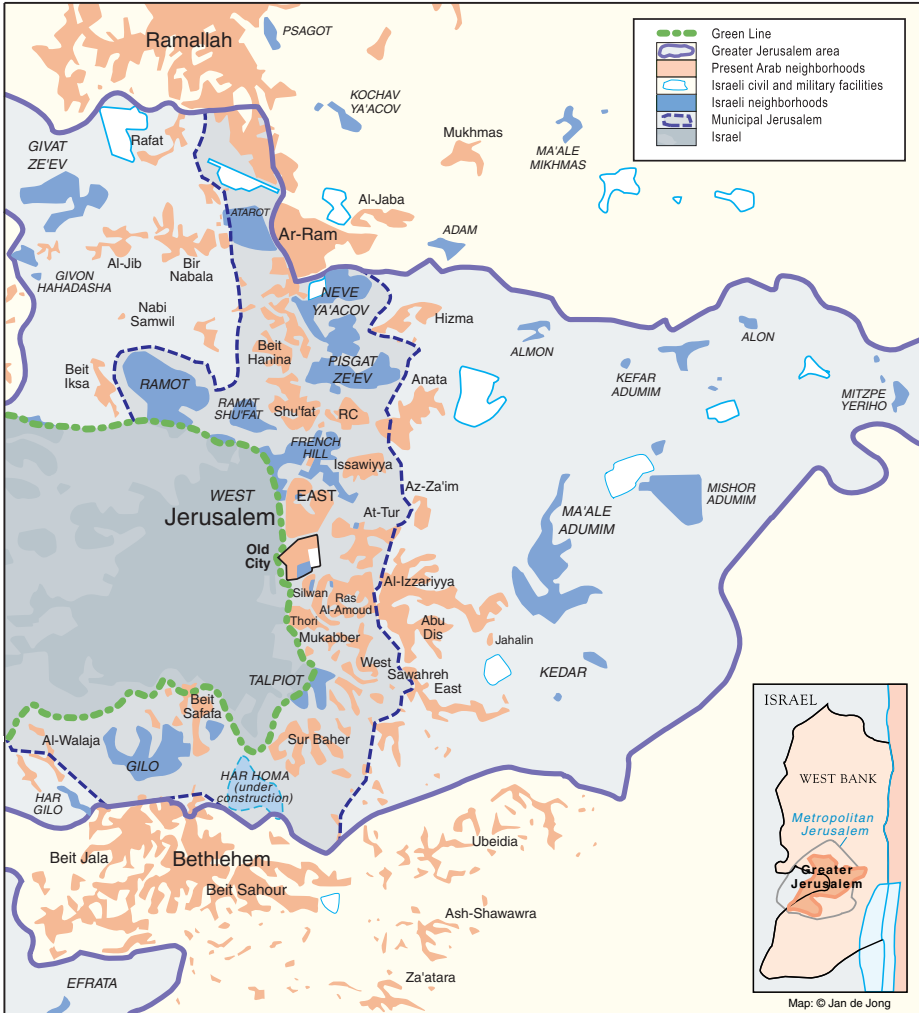 Ramallah
PSAGOT
Green Line
Greater Jerusalem area
Present Arab neighborhoods
Israeli civil and military facilities
Israeli neighborhoods
Municipal Jerusalem
Israel
KOCHAV
YA'ACOV
Mukhmas
MA'ALE
MIKHMAS
GIVAT
ZE'EV
Rafat
ATAROT
Al-Jaba
Ar-Ram
ADAM
Al-Jib
Bir
Nabala
GIVON
HAHADASHA
Nabi
Samwil
NEVE
YA'ACOV
Hizma
Beit
Hanina
ALMON
ALON
Beit
Iksa
RAMOT
PISGAT
ZE'EV
Anata
KEFAR
ADUMIM
MITZPE
YERIHO
RAMAT
SHU'FAT
Shu'fat
RC
FRENCH
HILL
Issawiyya
WEST
Jerusalem
EAST
At-Tur
Az-Za'im
MA'ALE
ADUMIM
MISHOR
ADUMIM
Old
City
Silwan
Ras
Al-Amoud
Thori
Mukabber
Al-Izzariyya
Abu
Dis
Jahalin
West
Sawahreh
East
KEDAR
TALPIOT
Beit
Safafa
Al-Walaja
GILO
Sur Baher
HAR HOMA
(under
construction)
HAR
GILO
Beit Jala
Bethlehem
Beit Sahour
Ubeidia
Ash-Shawawra
Za'atara
EFRATA
ISRAEL
WEST BANK
Metropolitan
Jerusalem
Greater
Jerusalem
Map: © Jan de Jong